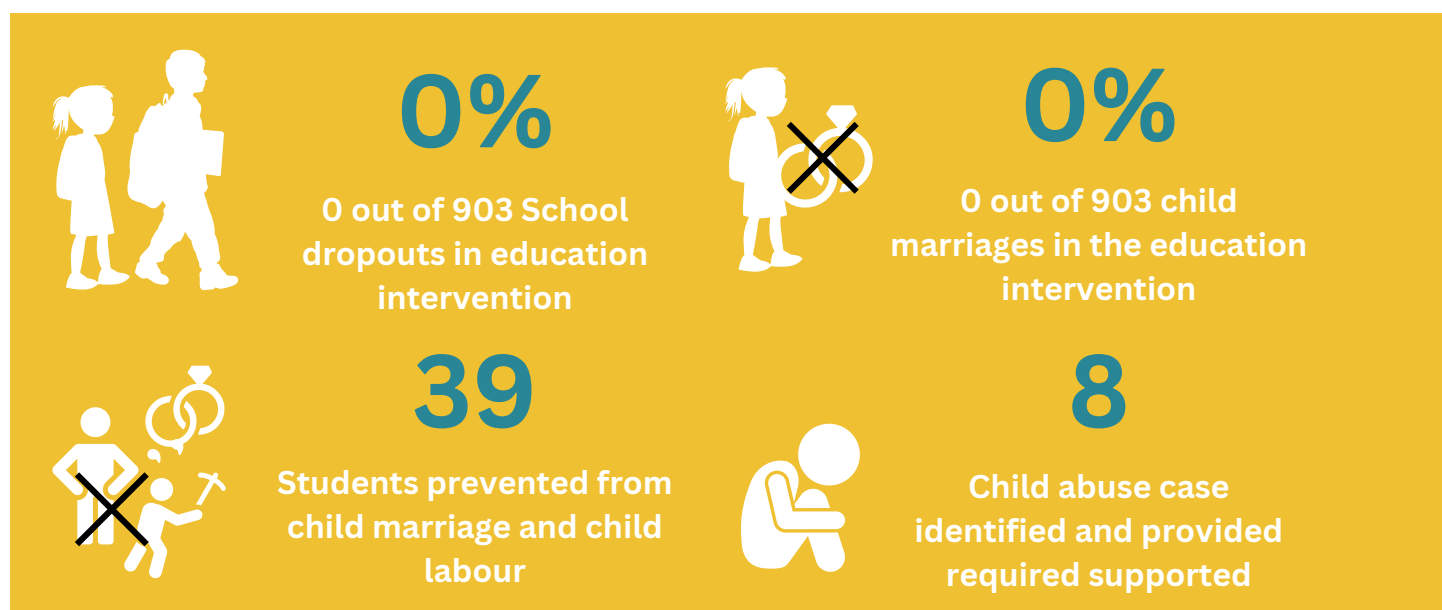 0%
0 out of 903 School
dropouts in education
intervention
0%
0 out of 903 child
marriages in the education
intervention
39
Students prevented from
child marriage and child
labour
8
Child abuse case
identified and provided
required supported